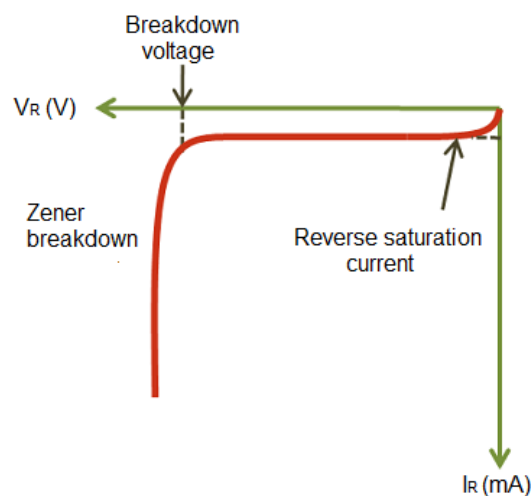 Breakdown
voltage
VR (V)
Zener
breakdown
Reverse saturation
current
IR (mA)